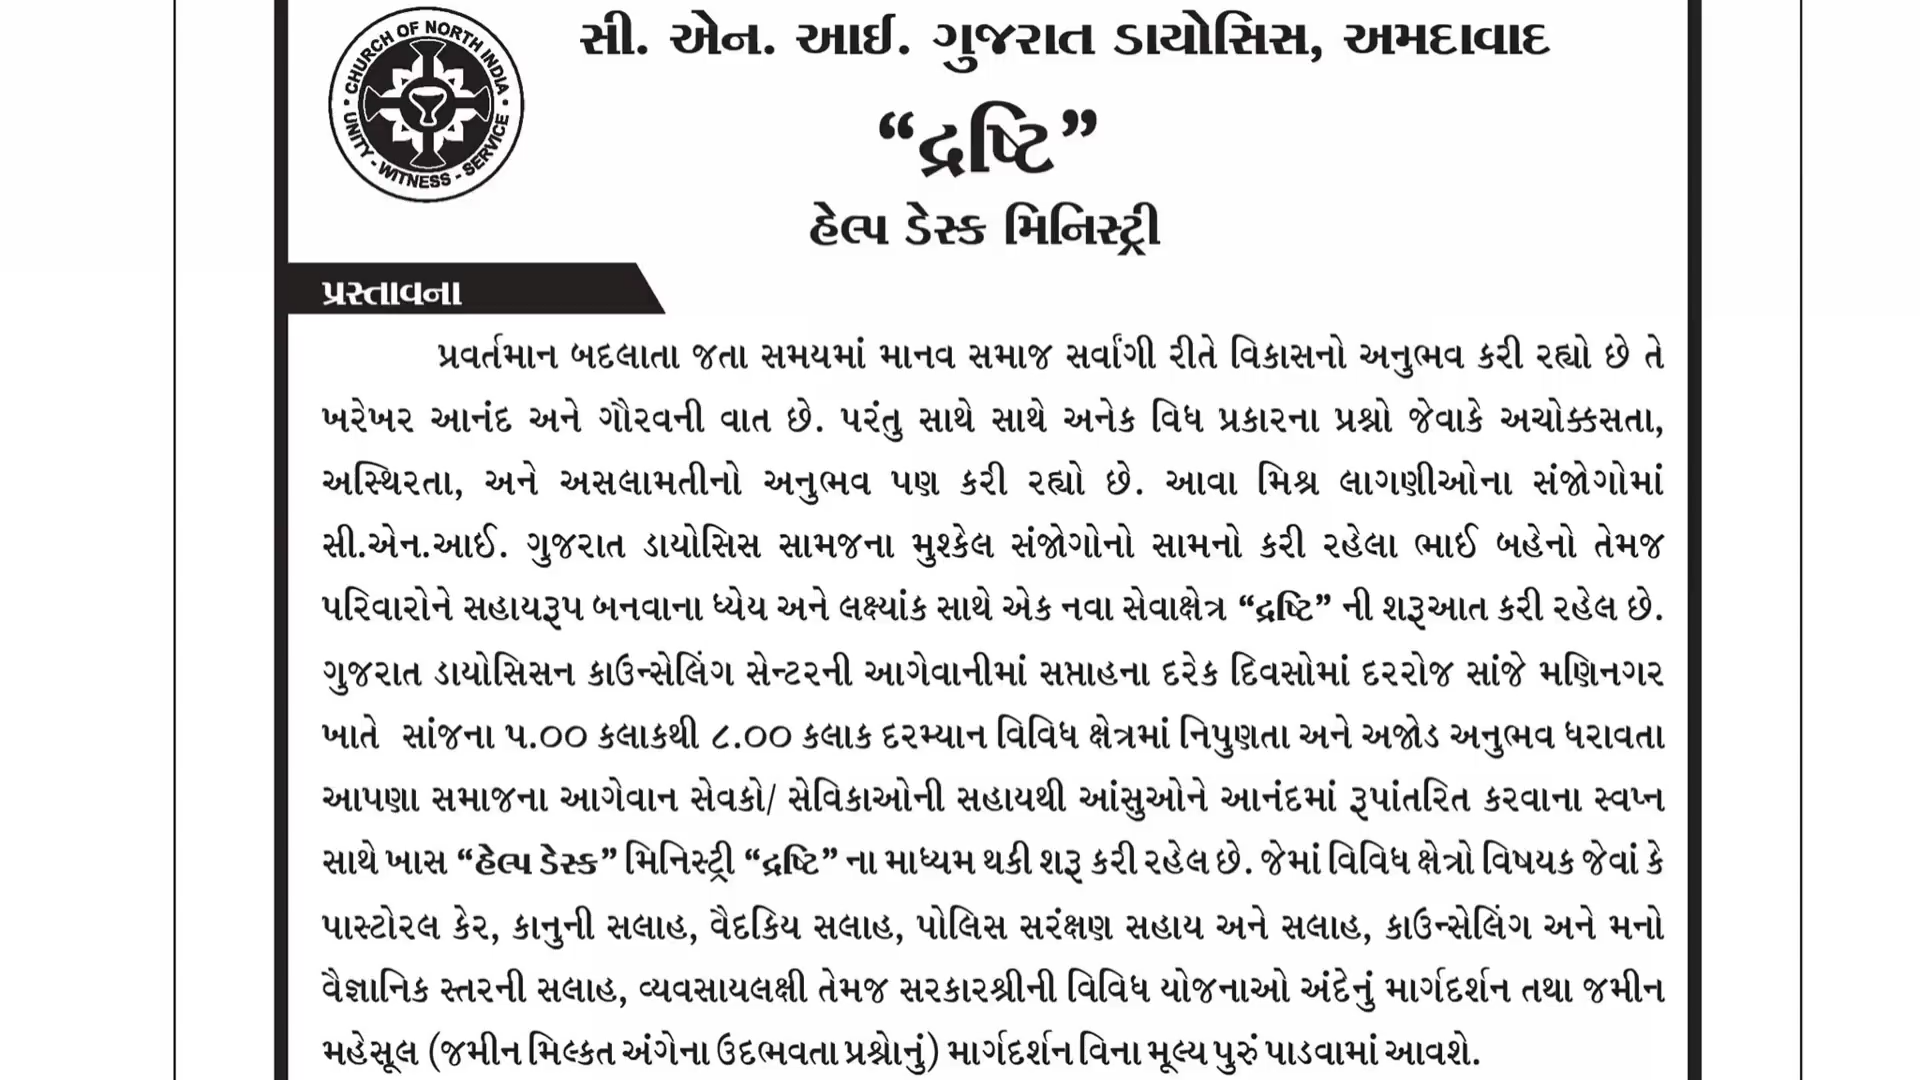 CHURCH OF NORTH INDIA
UNITY - WITNESS - SERVICE
સી. એન. આઈ. ગુજરાત ડાયોસિસ, અમદાવાદ
“દ્રષ્ટિ”
હેલ્પ ડેસ્ક મિનિસ્ટ્રી
પ્રસ્તાવના
પ્રવર્તમાન બદલાતા જતા સમયમાં માનવ સમાજ સર્વાંગી રીતે વિકાસનો અનુભવ કરી રહ્યો છે તે
ખરેખર આનંદ અને ગૌરવની વાત છે. પરંતુ સાથે સાથે અનેક વિધ પ્રકારના પ્રશ્નો જેવાકે અચોક્કસતા,
અસ્થિરતા, અને અસલામતીનો અનુભવ પણ કરી રહ્યો છે. આવા મિશ્ર લાગણીઓના સંજોગોમાં
સી.એન.આઈ. ગુજરાત ડાયોસિસ સામજના મુશ્કેલ સંજોગોનો સામનો કરી રહેલા ભાઈ બહેનો તેમજ
પરિવારોને સહાયરૂપ બનવાના ધ્યેય અને લક્ષ્યાંક સાથે એક નવા સેવાક્ષેત્ર “દ્રષ્ટિ” ની શરૂઆત કરી રહેલ છે.
ગુજરાત ડાયોસિસન કાઉન્સેલિંગ સેન્ટરની આગેવાનીમાં સપ્તાહના દરેક દિવસોમાં દરરોજ સાંજે મણિનગર
ખાતે સાંજના ૫.૦૦ કલાકથી ૮.૦૦ કલાક દરમ્યાન વિવિધ ક્ષેત્રમાં નિપુણતા અને અજોડ અનુભવ ધરાવતા
આપણા સમાજના આગેવાન સેવકો/ સેવિકાઓની સહાયથી આંસુઓને આનંદમાં રૂપાંતરિત કરવાના સ્વપ્ન
સાથે ખાસ “હેલ્પ ડેસ્ક” મિનિસ્ટ્રી “દ્રષ્ટિ” ના માધ્યમ થકી શરૂ કરી રહેલ છે. જેમાં વિવિધ ક્ષેત્રો વિષયક જેવાં કે
પાસ્ટોરલ કેર, કાનુની સલાહ, વૈદકિય સલાહ, પોલિસ સરંક્ષણ સહાય અને સલાહ, કાઉન્સેલિંગ અને મનો
વૈજ્ઞાનિક સ્તરની સલાહ, વ્યવસાયલક્ષી તેમજ સરકારશ્રીની વિવિધ યોજનાઓ અંદેનું માર્ગદર્શન તથા જમીન
મહેસૂલ (જમીન મિલ્કત અંગેના ઉદભવતા પ્રશ્નોનું) માર્ગદર્શન વિના મૂલ્ય પુરું પાડવામાં આવશે.